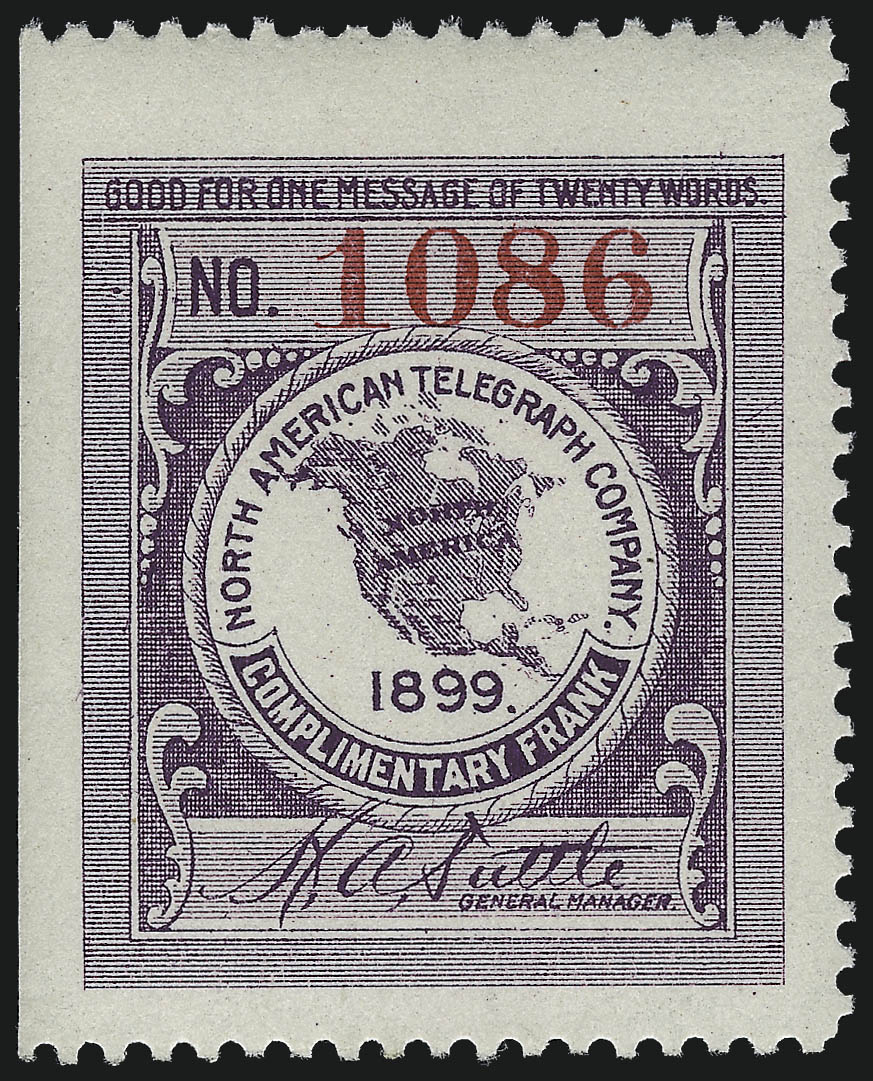 GOOD FOR ONE MESSAGE OF TWENTY WORDS.
NO. 1086
NORTH AMERICAN TELEGRAPH COMPANY.
NORTH
AMERICA
1899.
COMPLIMENTARY FRANK
H. A. Tuttle
GENERAL MANAGER.